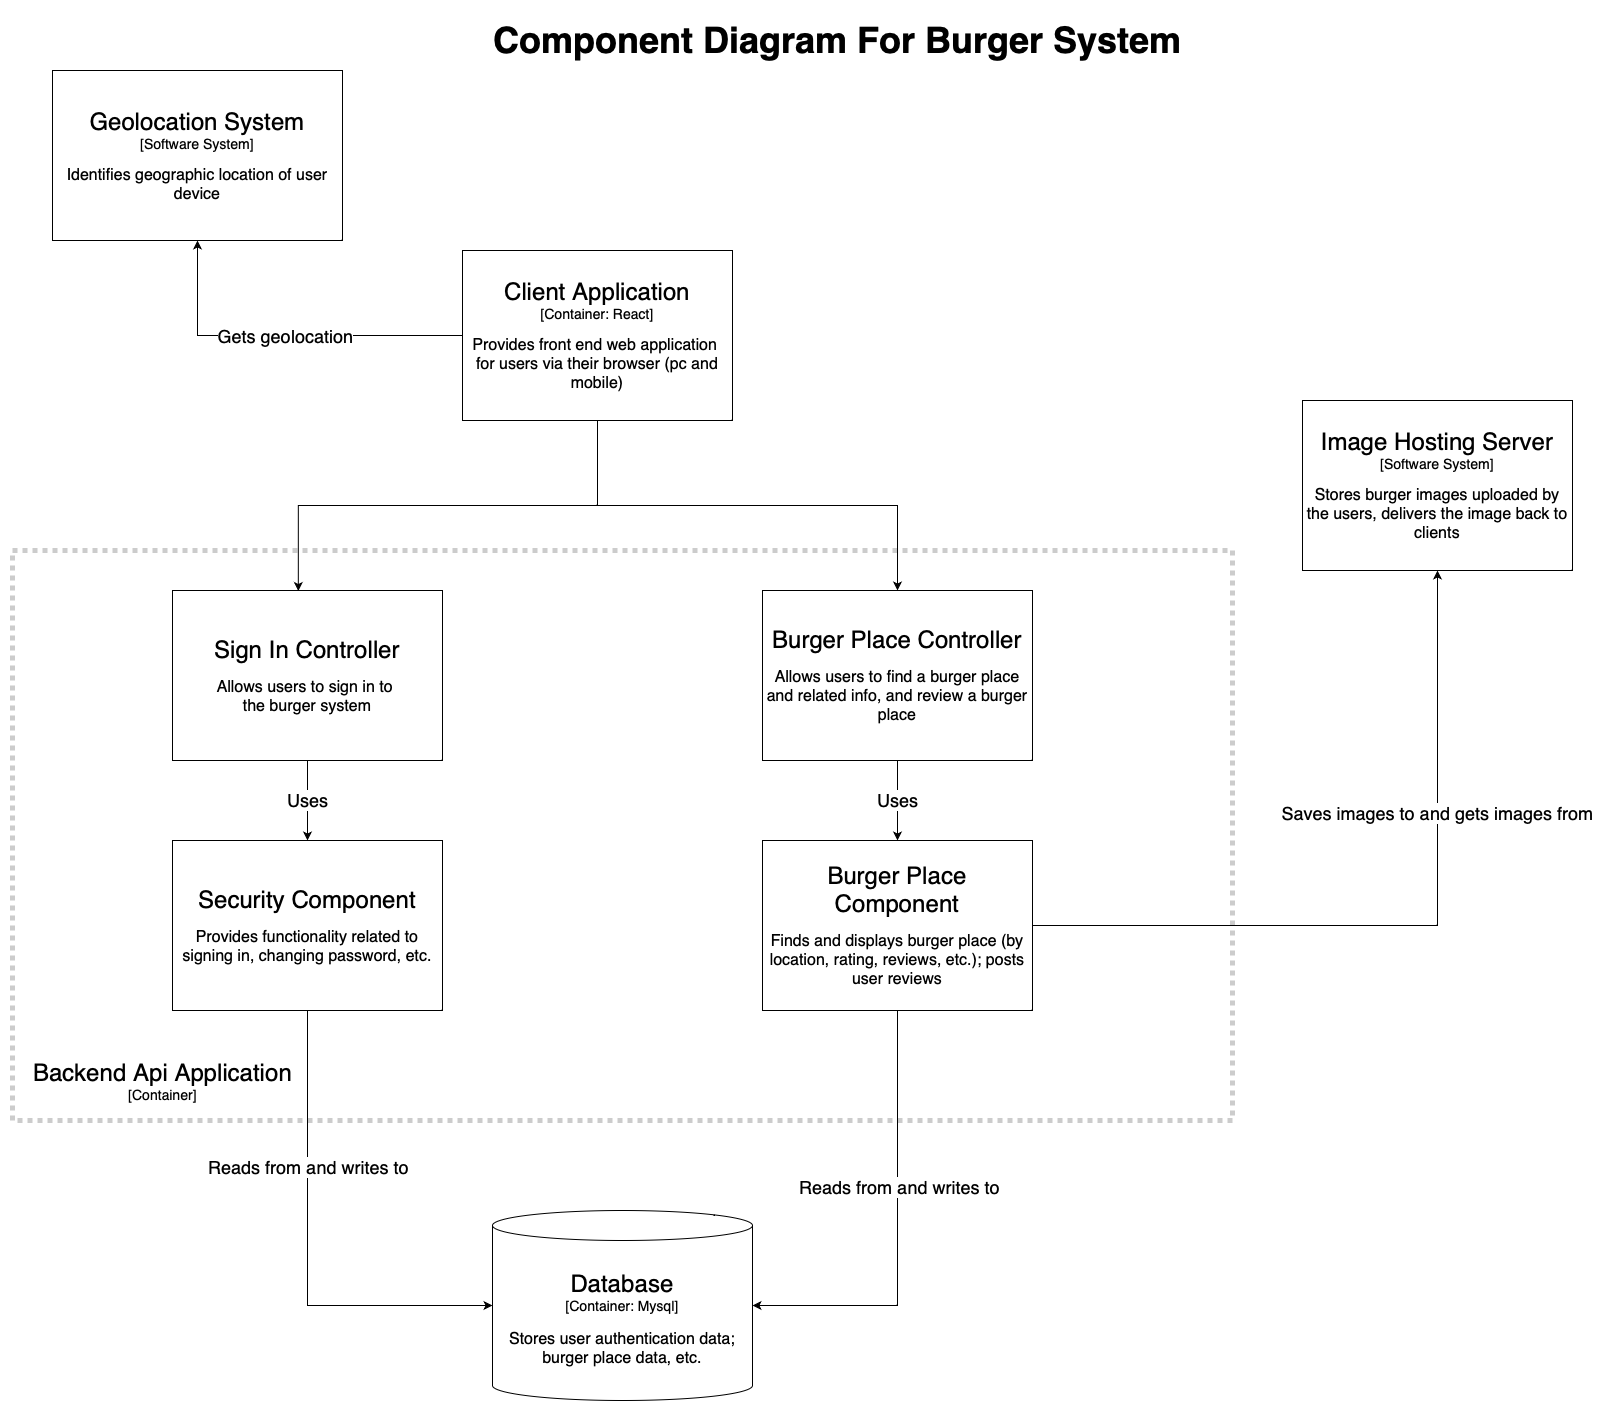 Component Diagram For Burger System
Geolocation System
[Software System]
Identifies geographic location of user
device
Client Application
[Container: React]
Provides front end web application
for users via their browser (pc and
mobile)
Gets geolocation
Image Hosting Server
[Software System]
Stores burger images uploaded by
the users, delivers the image back to
clients
Sign In Controller
Allows users to sign in to
the burger system
Burger Place Controller
Allows users to find a burger place
and related info, and review a burger
place
Uses
Uses
Saves images to and gets images from
Security Component
Provides functionality related to
signing in, changing password, etc.
Burger Place
Component
Finds and displays burger place (by
location, rating, reviews, etc.); posts
user reviews
Backend Api Application
[Container]
Reads from and writes to
Reads from and writes to
Database
[Container: Mysql]
Stores user authentication data;
burger place data, etc.